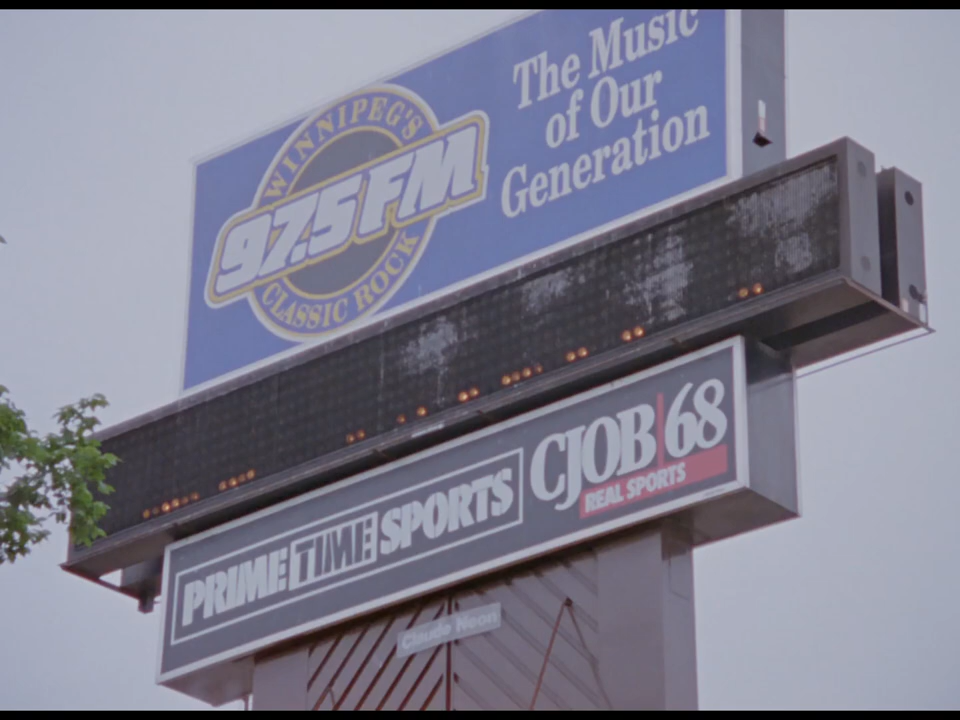 WINNIPEG'S
97.5 FM
CLASSIC ROCK
The Music
of Our
Generation
PRIME TIME SPORTS
CJOB 68
REAL SPORTS
Claude Neon